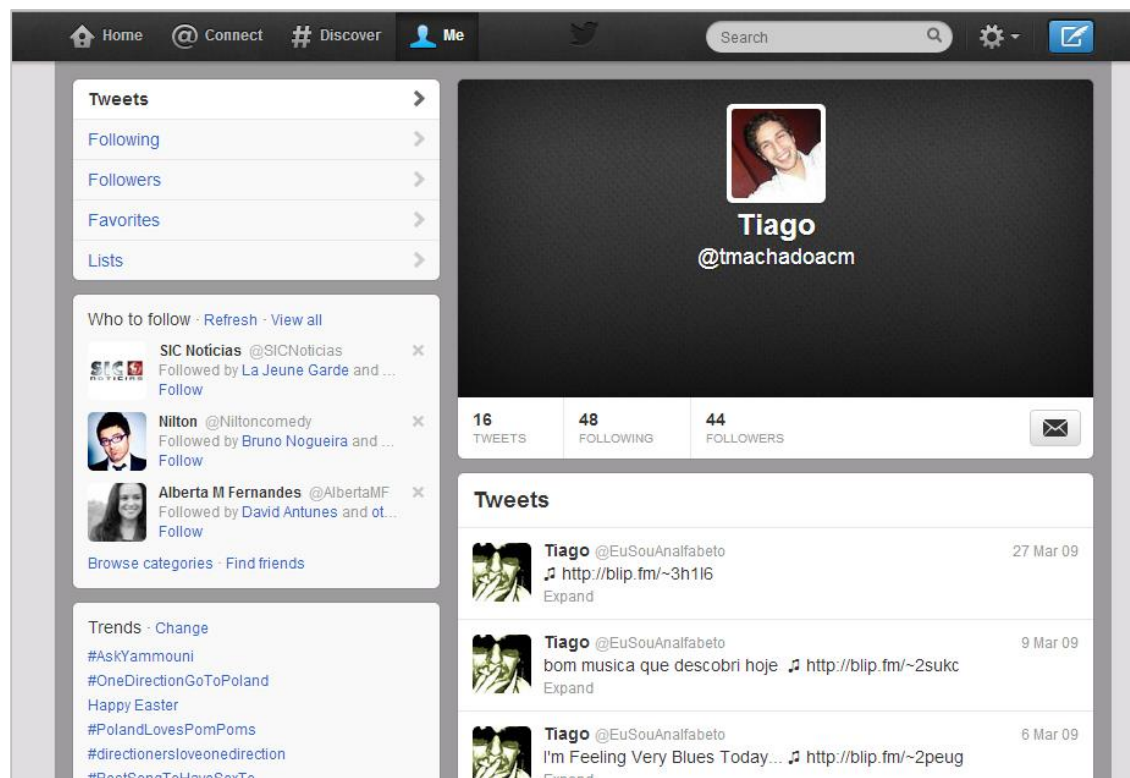 Home
Connect
Discover
Me
Search
Tweets
Following
Followers
Favorites
Lists
Who to follow · Refresh · View all
SIC Notícias @SICNoticias
Followed by La Jeune Garde and ...
Follow
SIC
NOTICIAS
Nilton @Niltoncomedy
Followed by Bruno Nogueira and ...
Follow
Alberta M Fernandes @AlbertaMF
Followed by David Antunes and ot...
Follow
Browse categories · Find friends
Trends · Change
#AskYammouni
#OneDirectionGoToPoland
Happy Easter
#PolandLovesPomPoms
#directionersloveonedirection
#BestSongToHaveSexTo
Tiago
@tmachadoacm
16
TWEETS
48
FOLLOWING
44
FOLLOWERS
Tweets
Tiago @EuSouAnalfabeto 27 Mar 09
♫ http://blip.fm/~3h1l6
Expand
Tiago @EuSouAnalfabeto 9 Mar 09
bom musica que descobri hoje ♫ http://blip.fm/~2sukc
Expand
Tiago @EuSouAnalfabeto 6 Mar 09
I'm Feeling Very Blues Today... ♫ http://blip.fm/~2peug
Expand